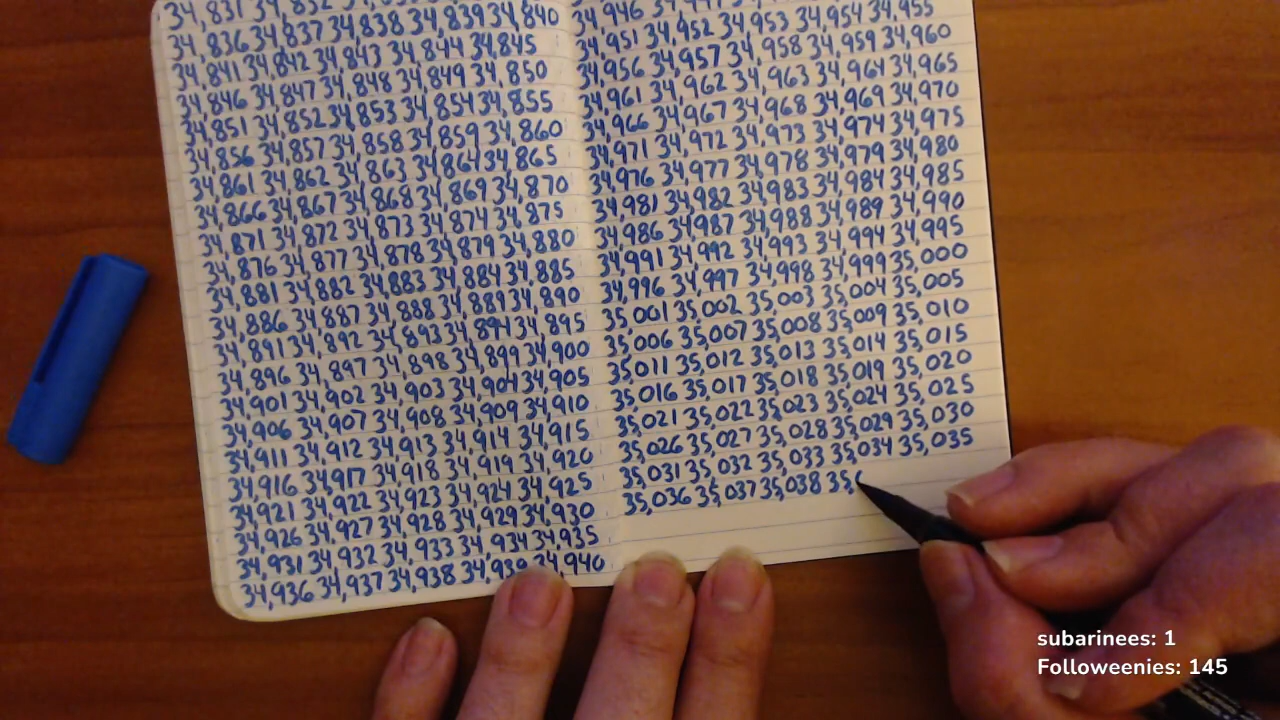 34,831 34,832
34,836 34,837 34,838 34,839 34,840
34,841 34,842 34,843 34,844 34,845
34,846 34,847 34,848 34,849 34,850
34,851 34,852 34,853 34,854 34,855
34,856 34,857 34,858 34,859 34,860
34,861 34,862 34,863 34,864 34,865
34,866 34,867 34,868 34,869 34,870
34,871 34,872 34,873 34,874 34,875
34,876 34,877 34,878 34,879 34,880
34,881 34,882 34,883 34,884 34,885
34,886 34,887 34,888 34,889 34,890
34,891 34,892 34,893 34,894 34,895
34,896 34,897 34,898 34,899 34,900
34,901 34,902 34,903 34,904 34,905
34,906 34,907 34,908 34,909 34,910
34,911 34,912 34,913 34,914 34,915
34,916 34,917 34,918 34,919 34,920
34,921 34,922 34,923 34,924 34,925
34,926 34,927 34,928 34,929 34,930
34,931 34,932 34,933 34,934 34,935
34,936 34,937 34,938 34,939 34,940
34,946
34,951 34,952 34,953 34,954 34,955
34,956 34,957 34,958 34,959 34,960
34,961 34,962 34,963 34,964 34,965
34,966 34,967 34,968 34,969 34,970
34,971 34,972 34,973 34,974 34,975
34,976 34,977 34,978 34,979 34,980
34,981 34,982 34,983 34,984 34,985
34,986 34,987 34,988 34,989 34,990
34,991 34,992 34,993 34,994 34,995
34,996 34,997 34,998 34,999 35,000
35,001 35,002 35,003 35,004 35,005
35,006 35,007 35,008 35,009 35,010
35,011 35,012 35,013 35,014 35,015
35,016 35,017 35,018 35,019 35,020
35,021 35,022 35,023 35,024 35,025
35,026 35,027 35,028 35,029 35,030
35,031 35,032 35,033 35,034 35,035
35,036 35,037 35,038 35,
subarinees: 1
Followeenies: 145